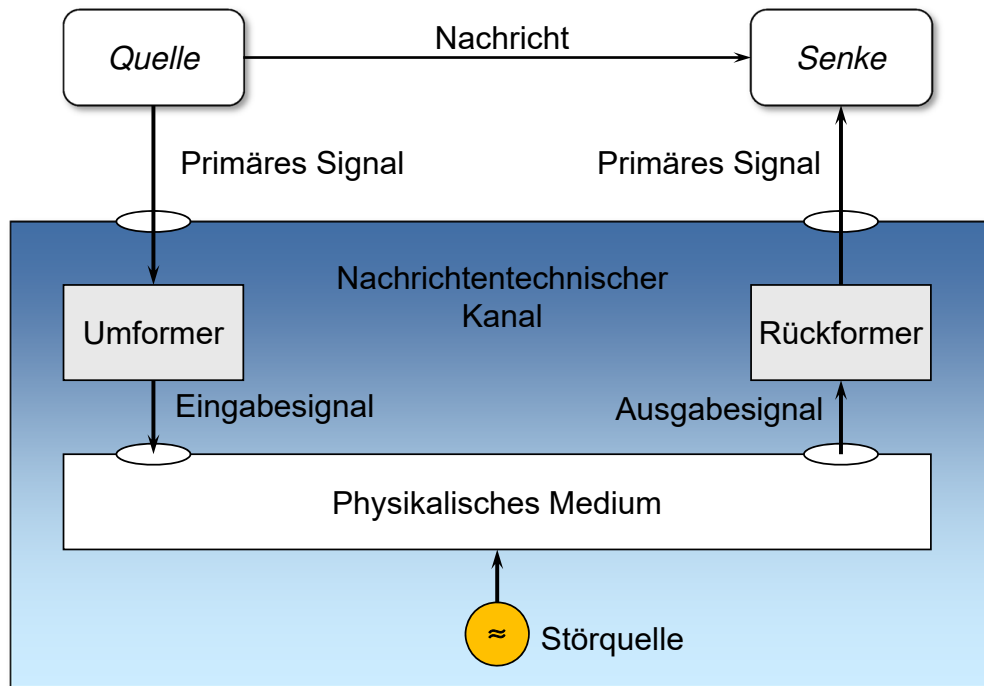 Quelle
Nachricht
Senke
Primäres Signal
Primäres Signal
Nachrichtentechnischer
Kanal
Umformer
Rückformer
Eingabesignal
Ausgabesignal
Physikalisches Medium
≈
Störquelle